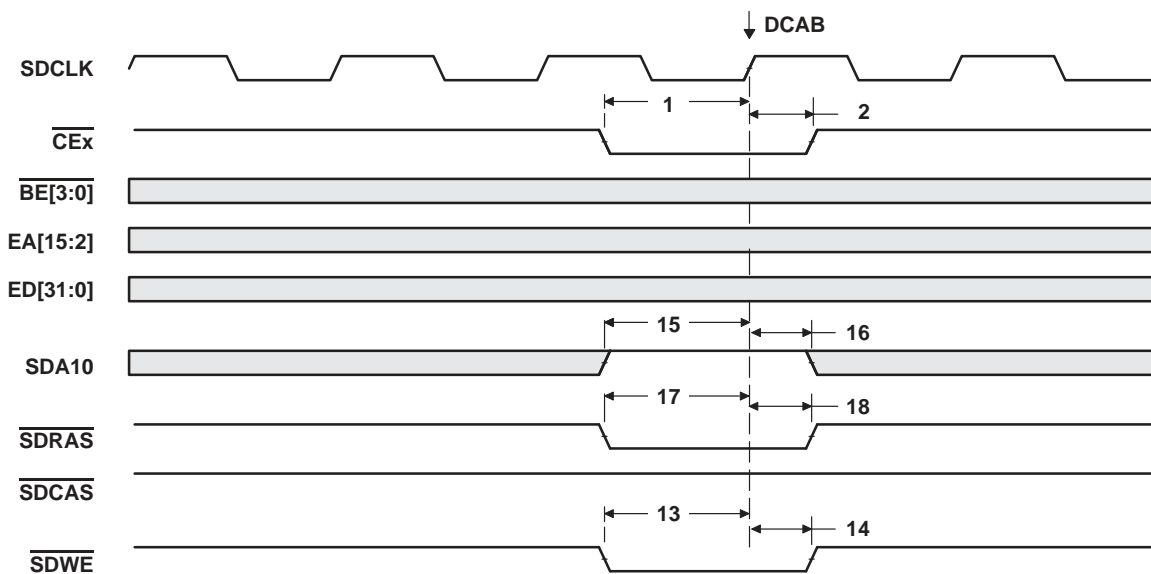 DCAB
SDCLK
1
2
CEx
BE[3:0]
EA[15:2]
ED[31:0]
15
16
SDA10
17
18
SDRAS
SDCAS
13
14
SDWE